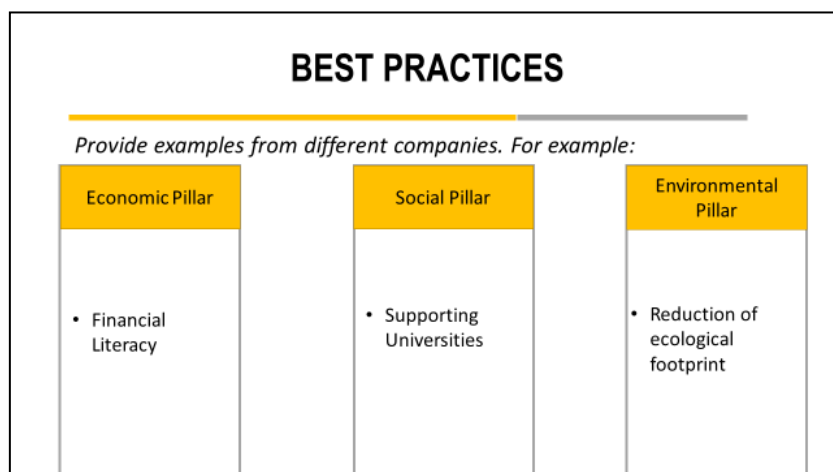 BEST PRACTICES
Provide examples from different companies. For example:
Economic Pillar
• Financial
Literacy
Social Pillar
• Supporting
Universities
Environmental
Pillar
• Reduction of
ecological
footprint